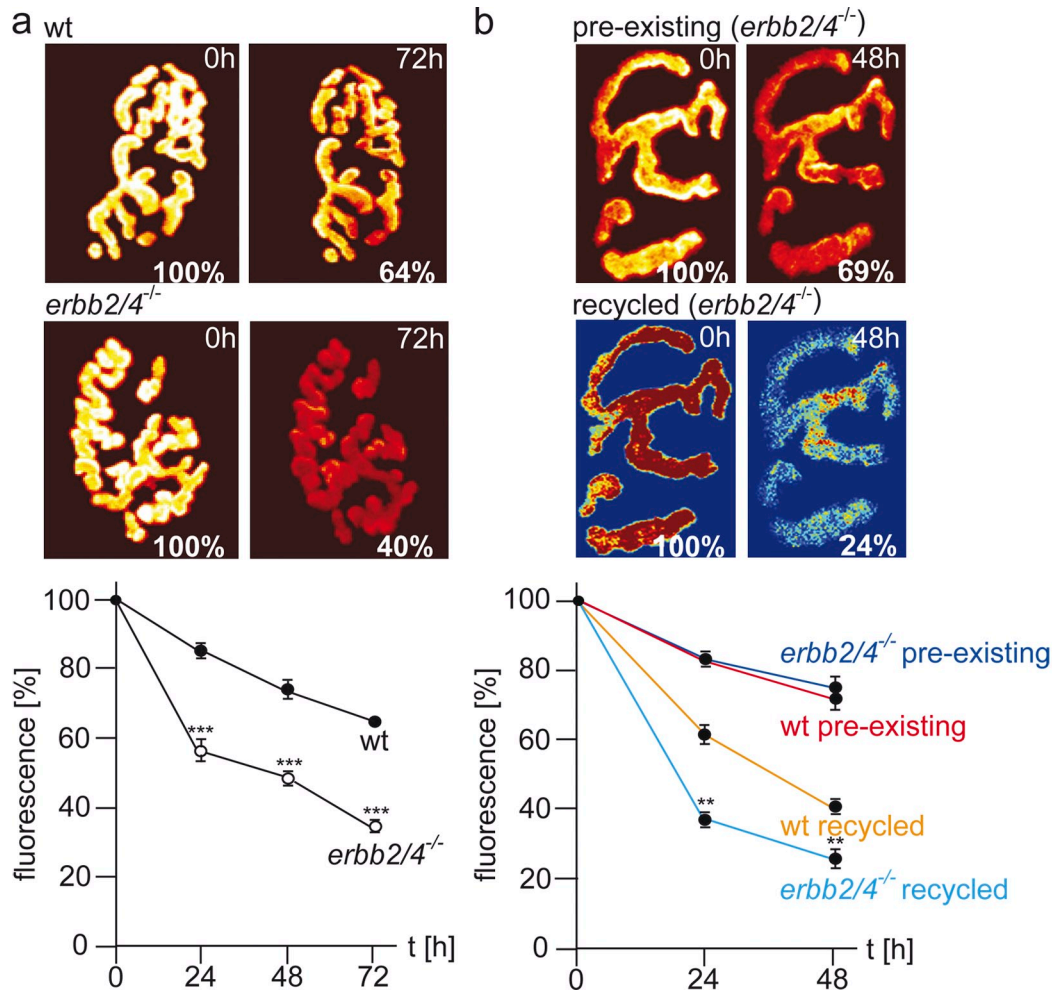 a
wt
0h
72h
100%
64%
erbb2/4-/-
0h
72h
100%
40%
100
80
60
40
20
0
fluorescence [%]
***
***
***
wt
erbb2/4-/-
0
24
48
72
t [h]
b
pre-existing (erbb2/4-/-)
0h
48h
100%
69%
recycled (erbb2/4-/-)
0h
48h
100%
24%
100
80
60
40
20
0
fluorescence [%]
erbb2/4-/- pre-existing
wt pre-existing
wt recycled
**
**
erbb2/4-/- recycled
0
24
48
t [h]